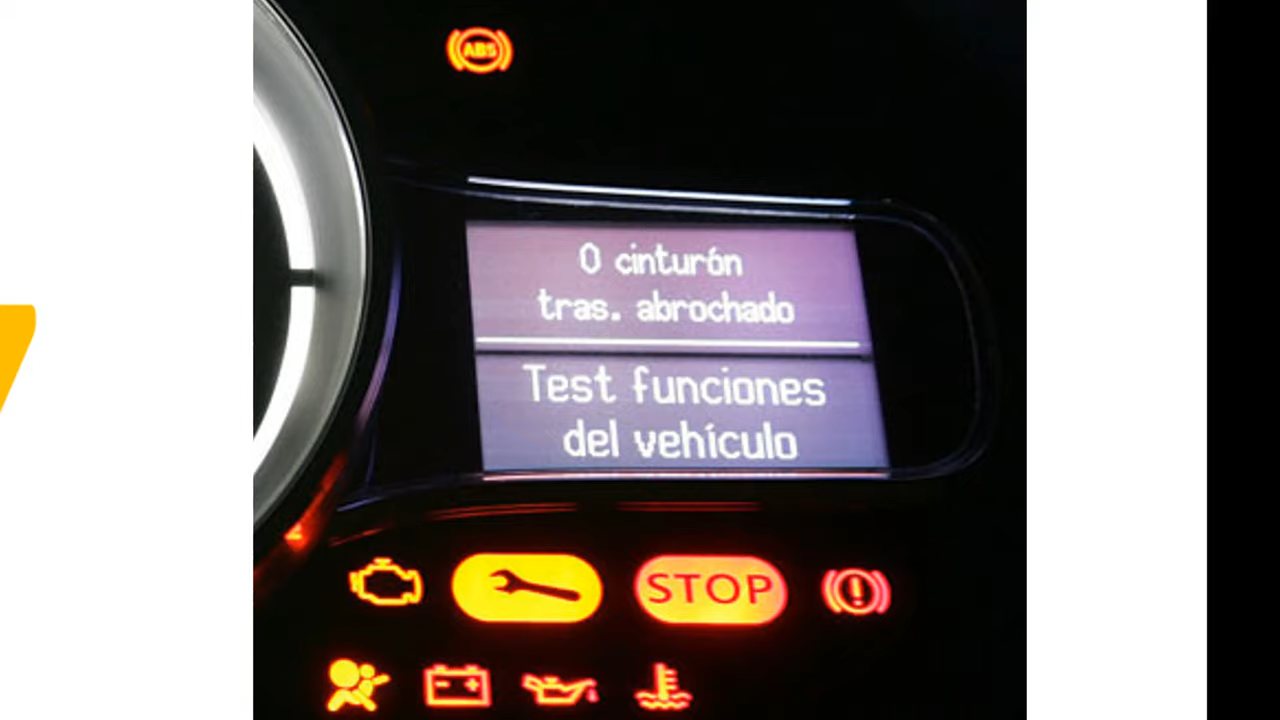 ABS
0 cinturón
tras. abrochado
Test funciones
del vehículo
STOP